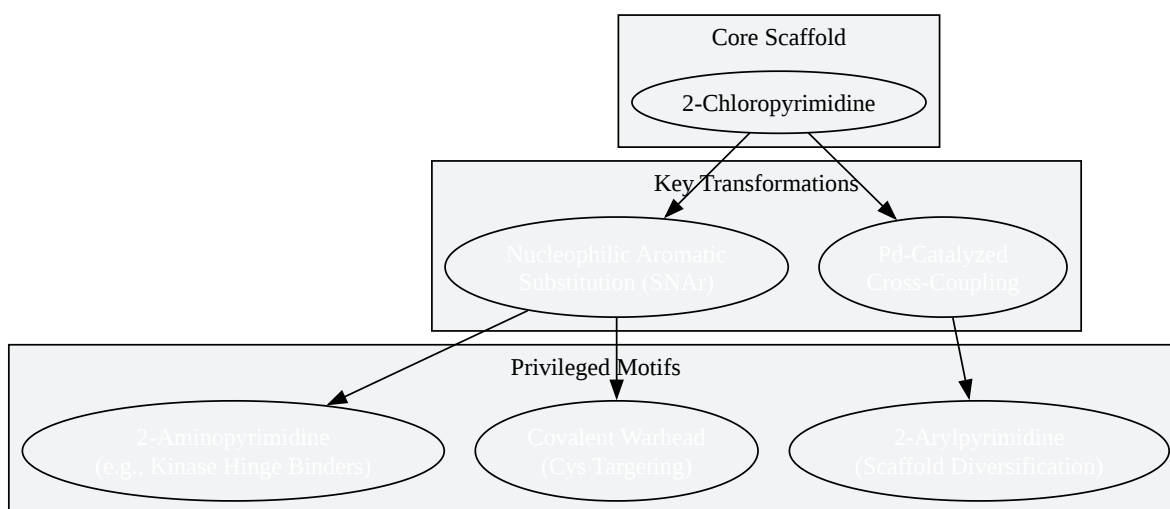 Core Scaffold
2-Chloropyrimidine
Key Transformations
Nucleophilic Aromatic
Substitution (SNAr)
Pd-Catalyzed
Cross-Coupling
Privileged Motifs
2-Aminopyrimidine
(e.g., Kinase Hinge Binders)
Covalent Warhead
(Cys Targeting)
2-Arylpyrimidine
(Scaffold Diversification)